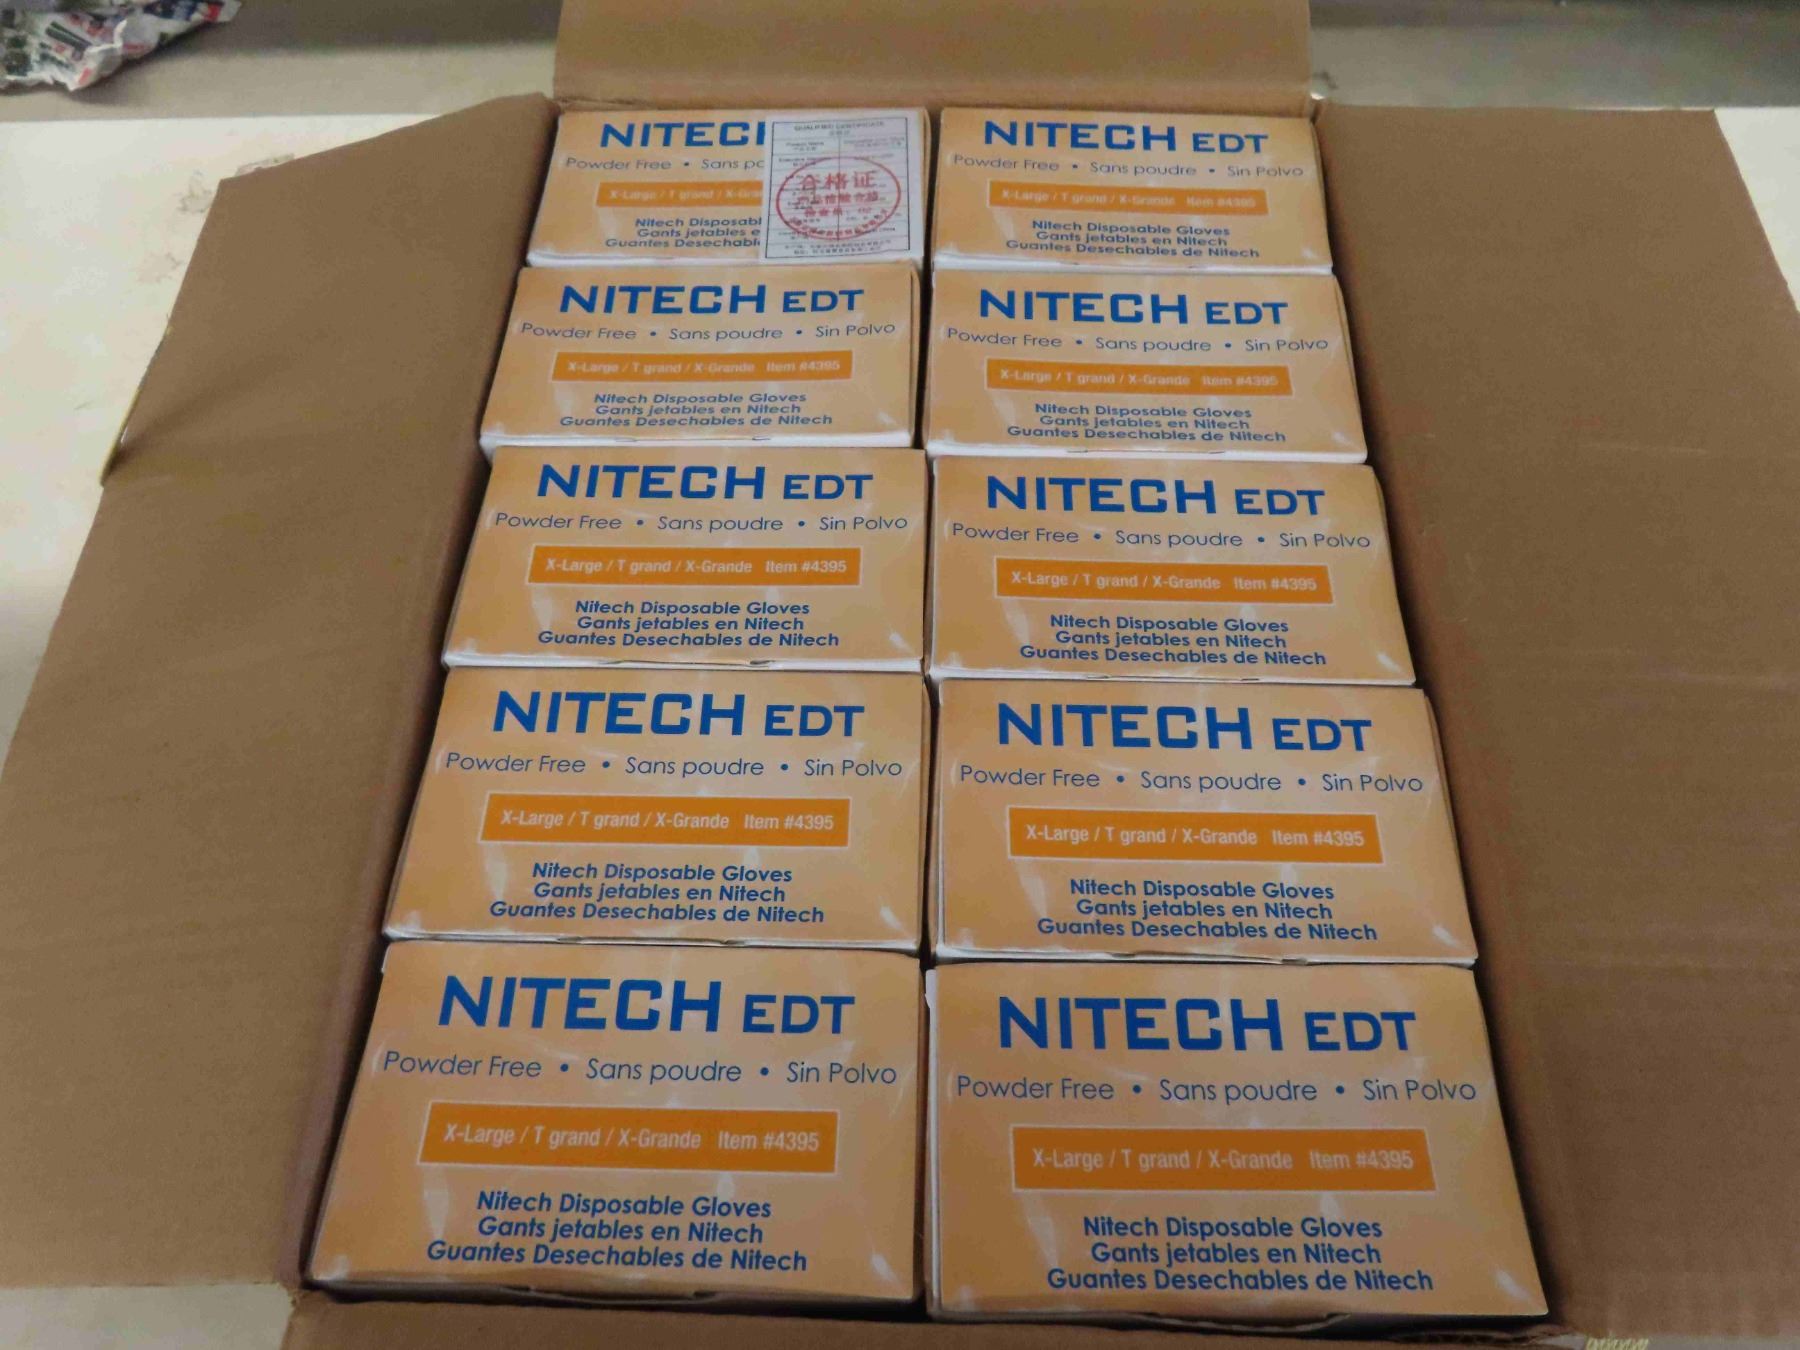 NITECH
Powder Free • Sans
X-Large / T grand /
Nitech
Gants jetables
Guantes
QUALIFIED CERTIFICATE
合格证
NITECH EDT
Powder Free • Sans poudre • Sin Polvo
X-Large / T grand / X-Grande Item #4395
Nitech Disposable Gloves
Gants jetables en Nitech
Guantes Desechables de Nitech
NITECH EDT
Powder Free • Sans poudre • Sin Polvo
X-Large / T grand / X-Grande Item #4395
Nitech Disposable Gloves
Gants jetables en Nitech
Guantes Desechables de Nitech
NITECH EDT
Powder Free • Sans poudre • Sin Polvo
X-Large / T grand / X-Grande Item #4395
Nitech Disposable Gloves
Gants jetables en Nitech
Guantes Desechables de Nitech
NITECH EDT
Powder Free • Sans poudre • Sin Polvo
X-Large / T grand / X-Grande Item #4395
Nitech Disposable Gloves
Gants jetables en Nitech
Guantes Desechables de Nitech
NITECH EDT
Powder Free • Sans poudre • Sin Polvo
X-Large / T grand / X-Grande Item #4395
Nitech Disposable Gloves
Gants jetables en Nitech
Guantes Desechables de Nitech
NITECH EDT
Powder Free • Sans poudre • Sin Polvo
X-Large / T grand / X-Grande Item #4395
Nitech Disposable Gloves
Gants jetables en Nitech
Guantes Desechables de Nitech
NITECH EDT
Powder Free • Sans poudre • Sin Polvo
X-Large / T grand / X-Grande Item #4395
Nitech Disposable Gloves
Gants jetables en Nitech
Guantes Desechables de Nitech
NITECH EDT
Powder Free • Sans poudre • Sin Polvo
X-Large / T grand / X-Grande Item #4395
Nitech Disposable Gloves
Gants jetables en Nitech
Guantes Desechables de Nitech
NITECH EDT
Powder Free • Sans poudre • Sin Polvo
X-Large / T grand / X-Grande Item #4395
Nitech Disposable Gloves
Gants jetables en Nitech
Guantes Desechables de Nitech